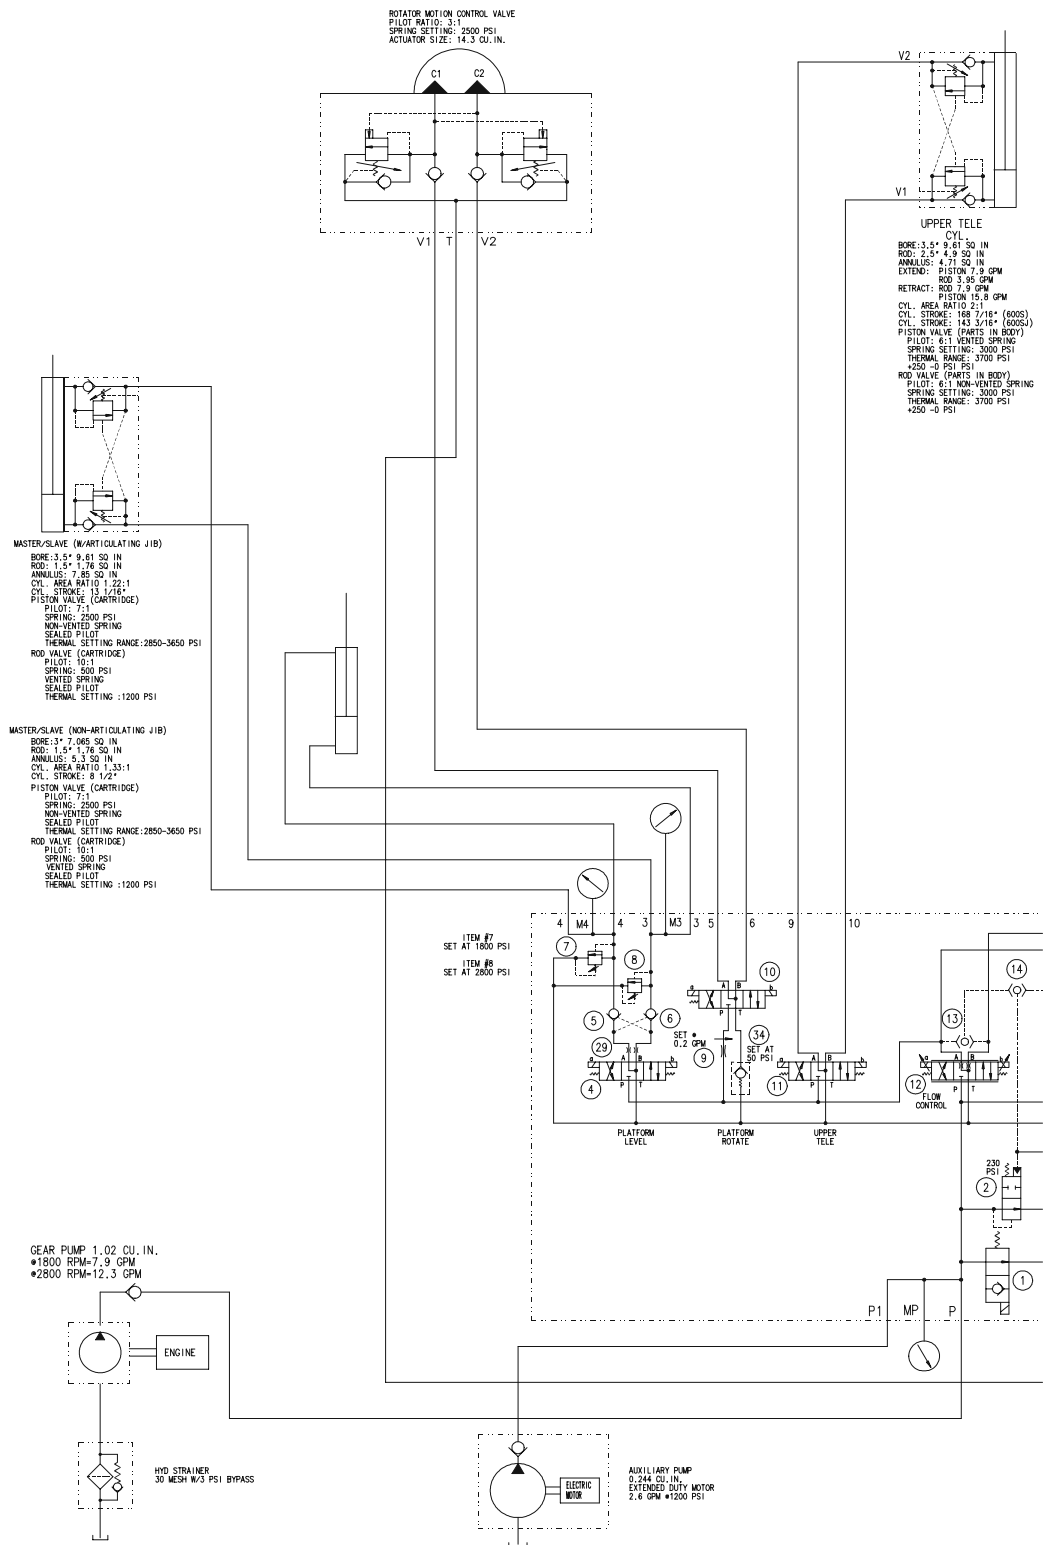 ROTATOR MOTION CONTROL VALVE
PILOT RATIO: 3:1
SPRING SETTING: 2500 PSI
ACTUATOR SIZE: 14.3 CU.IN.
C1
C2
V1
T
V2
V2
V1
UPPER TELE
CYL.
BORE:3.5" 9.61 SQ IN
ROD: 2.5" 4.9 SQ IN
ANNULUS: 4.71 SQ IN
EXTEND: PISTON 7.9 GPM
ROD 3.95 GPM
RETRACT: ROD 7.9 GPM
PISTON 15.8 GPM
CYL. AREA RATIO 2:1
CYL. STROKE: 168 7/16" (600S)
CYL. STROKE: 143 3/16" (600SJ)
PISTON VALVE (PARTS IN BODY)
PILOT: 6:1 VENTED SPRING
SPRING SETTING: 3000 PSI
THERMAL RANGE: 3700 PSI
+250 -0 PSI PSI
ROD VALVE (PARTS IN BODY)
PILOT: 6:1 NON-VENTED SPRING
SPRING SETTING: 3000 PSI
THERMAL RANGE: 3700 PSI
+250 -0 PSI
MASTER/SLAVE (W/ARTICULATING JIB)
BORE:3.5" 9.61 SQ IN
ROD: 1.5" 1.76 SQ IN
ANNULUS: 7.85 SQ IN
CYL. AREA RATIO 1.22:1
CYL. STROKE: 13 1/16"
PISTON VALVE (CARTRIDGE)
PILOT: 7:1
SPRING: 2500 PSI
NON-VENTED SPRING
SEALED PILOT
THERMAL SETTING RANGE:2850-3650 PSI
ROD VALVE (CARTRIDGE)
PILOT: 10:1
SPRING: 500 PSI
VENTED SPRING
SEALED PILOT
THERMAL SETTING :1200 PSI
MASTER/SLAVE (NON-ARTICULATING JIB)
BORE:3" 7.065 SQ IN
ROD: 1.5" 1.76 SQ IN
ANNULUS: 5.3 SQ IN
CYL. AREA RATIO 1.33:1
CYL. STROKE: 8 1/2"
PISTON VALVE (CARTRIDGE)
PILOT: 7:1
SPRING: 2500 PSI
NON-VENTED SPRING
SEALED PILOT
THERMAL SETTING RANGE:2850-3650 PSI
ROD VALVE (CARTRIDGE)
PILOT: 10:1
SPRING: 500 PSI
VENTED SPRING
SEALED PILOT
THERMAL SETTING :1200 PSI
4 M4 4 3 M3 3 5 6 9 10
ITEM #7
SET AT 1800 PSI
ITEM #8
SET AT 2800 PSI
7
8
10
14
a A B b
P T
5
6
SET @
0.2 GPM
9
34
SET AT
50 PSI
13
29
a A B b
4
P T
a A B b
11
P T
a A B b
12
P T
FLOW
CONTROL
PLATFORM
LEVEL
PLATFORM
ROTATE
UPPER
TELE
230
PSI
2
1
GEAR PUMP 1.02 CU.IN.
@1800 RPM=7.9 GPM
@2800 RPM=12.3 GPM
P1 MP P
ENGINE
HYD STRAINER
30 MESH W/3 PSI BYPASS
ELECTRIC
MOTOR
AUXILIARY PUMP
0.244 CU.IN.
EXTENDED DUTY MOTOR
2.6 GPM @1200 PSI